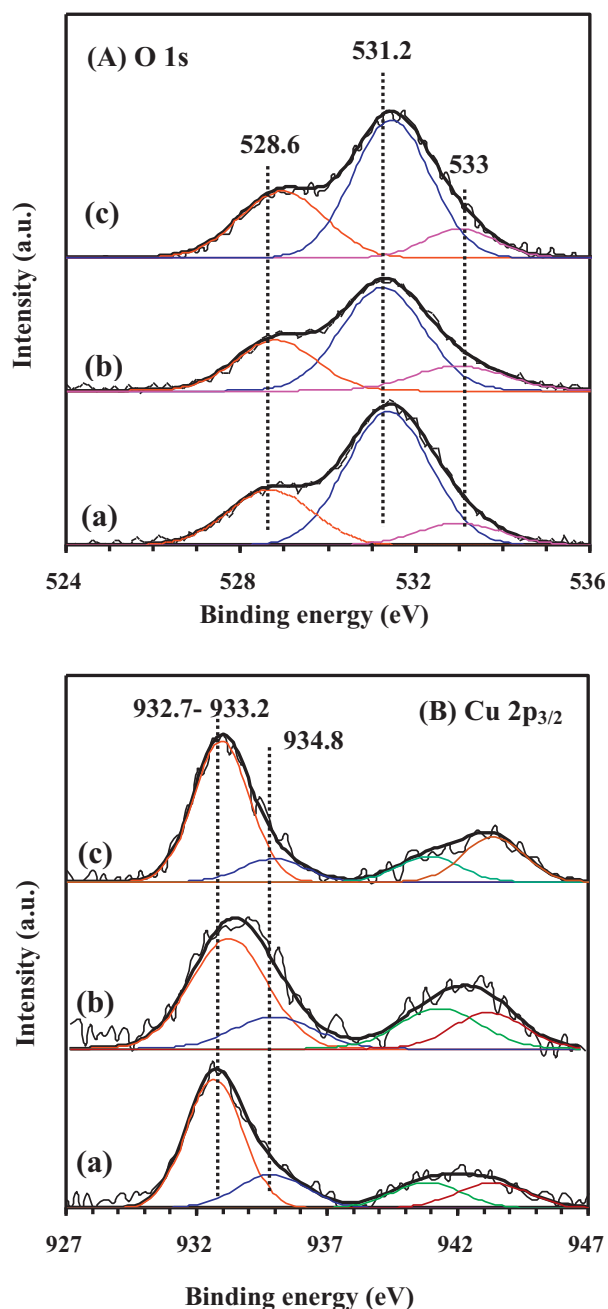 (A) O 1s
531.2
528.6
533
(c)
(b)
(a)
Intensity (a.u.)
524 528 532 536
Binding energy (eV)
932.7- 933.2
(B) Cu 2p3/2
934.8
(c)
(b)
(a)
Intensity (a.u.)
927 932 937 942 947
Binding energy (eV)